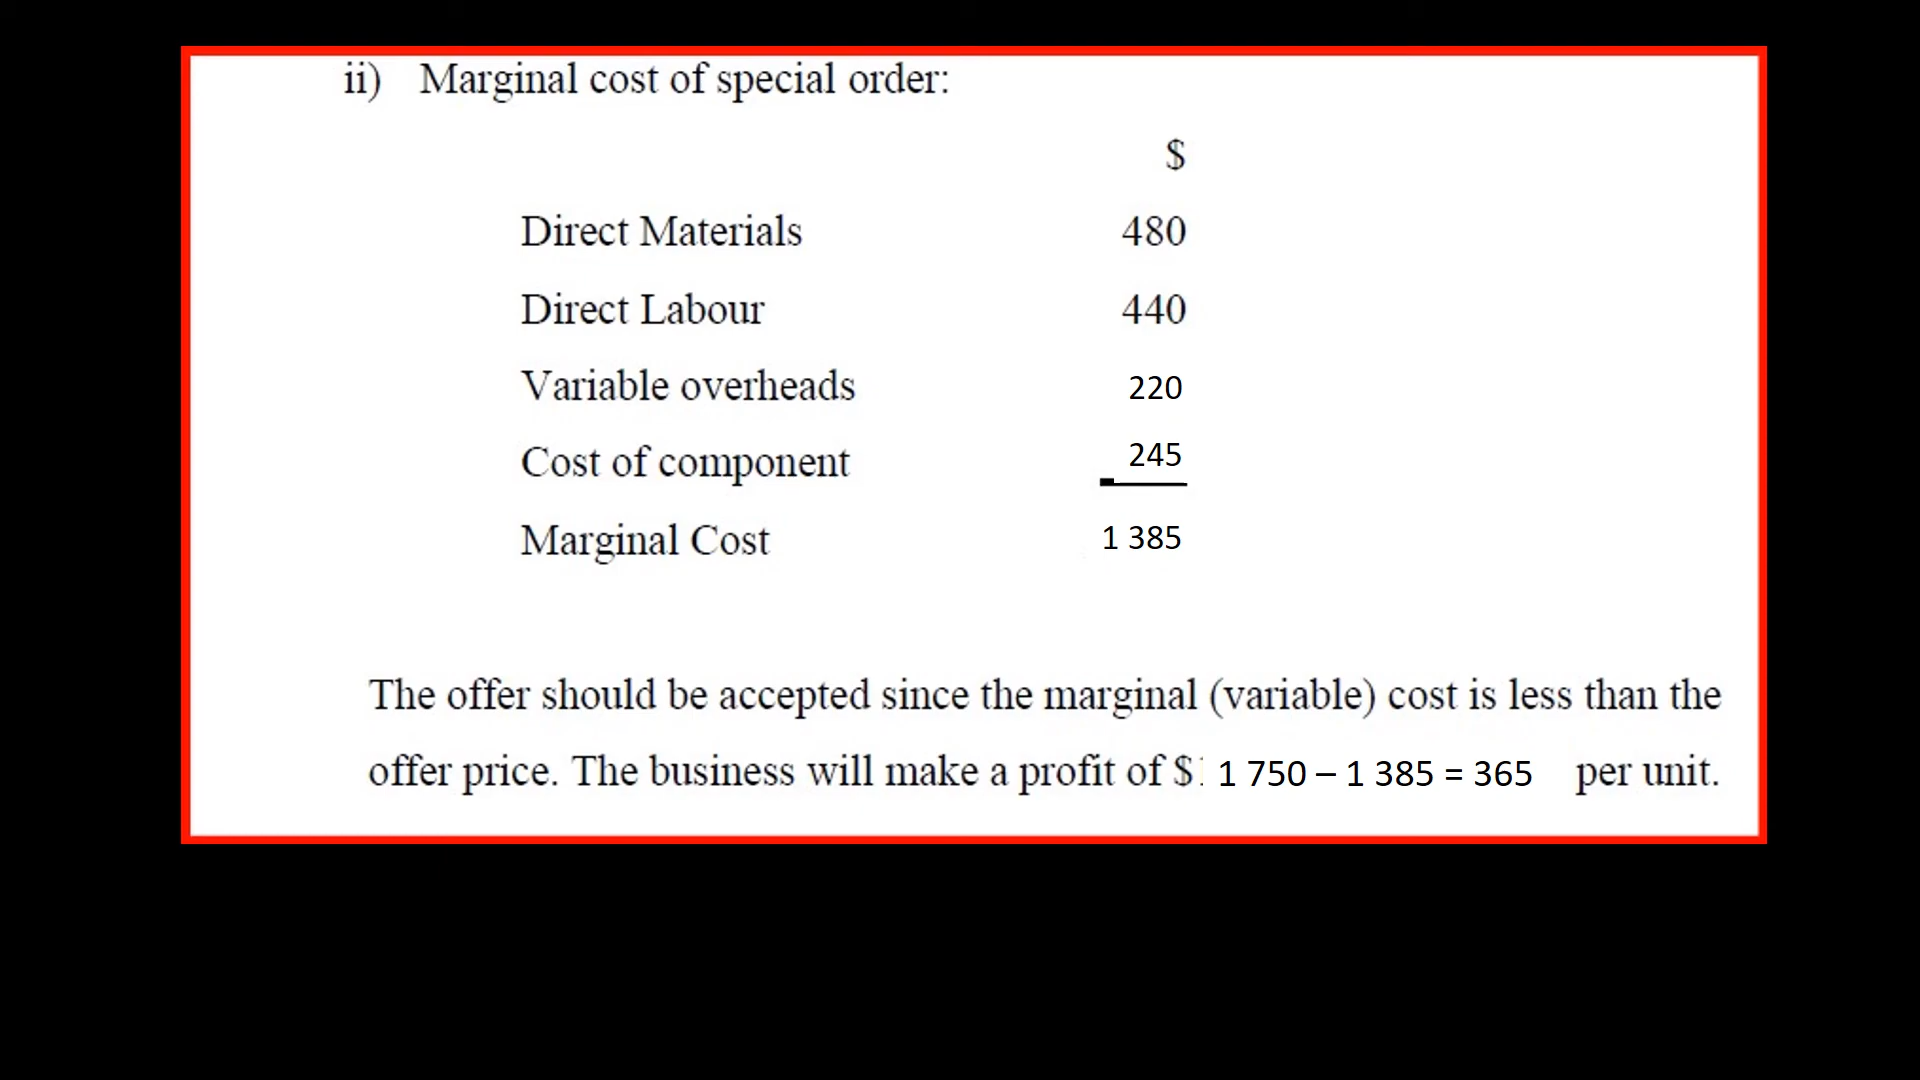 ii) Marginal cost of special order:
$
Direct Materials 480
Direct Labour 440
Variable overheads 220
Cost of component 245
Marginal Cost 1 385
The offer should be accepted since the marginal (variable) cost is less than the
offer price. The business will make a profit of $ 1 750 – 1 385 = 365 per unit.